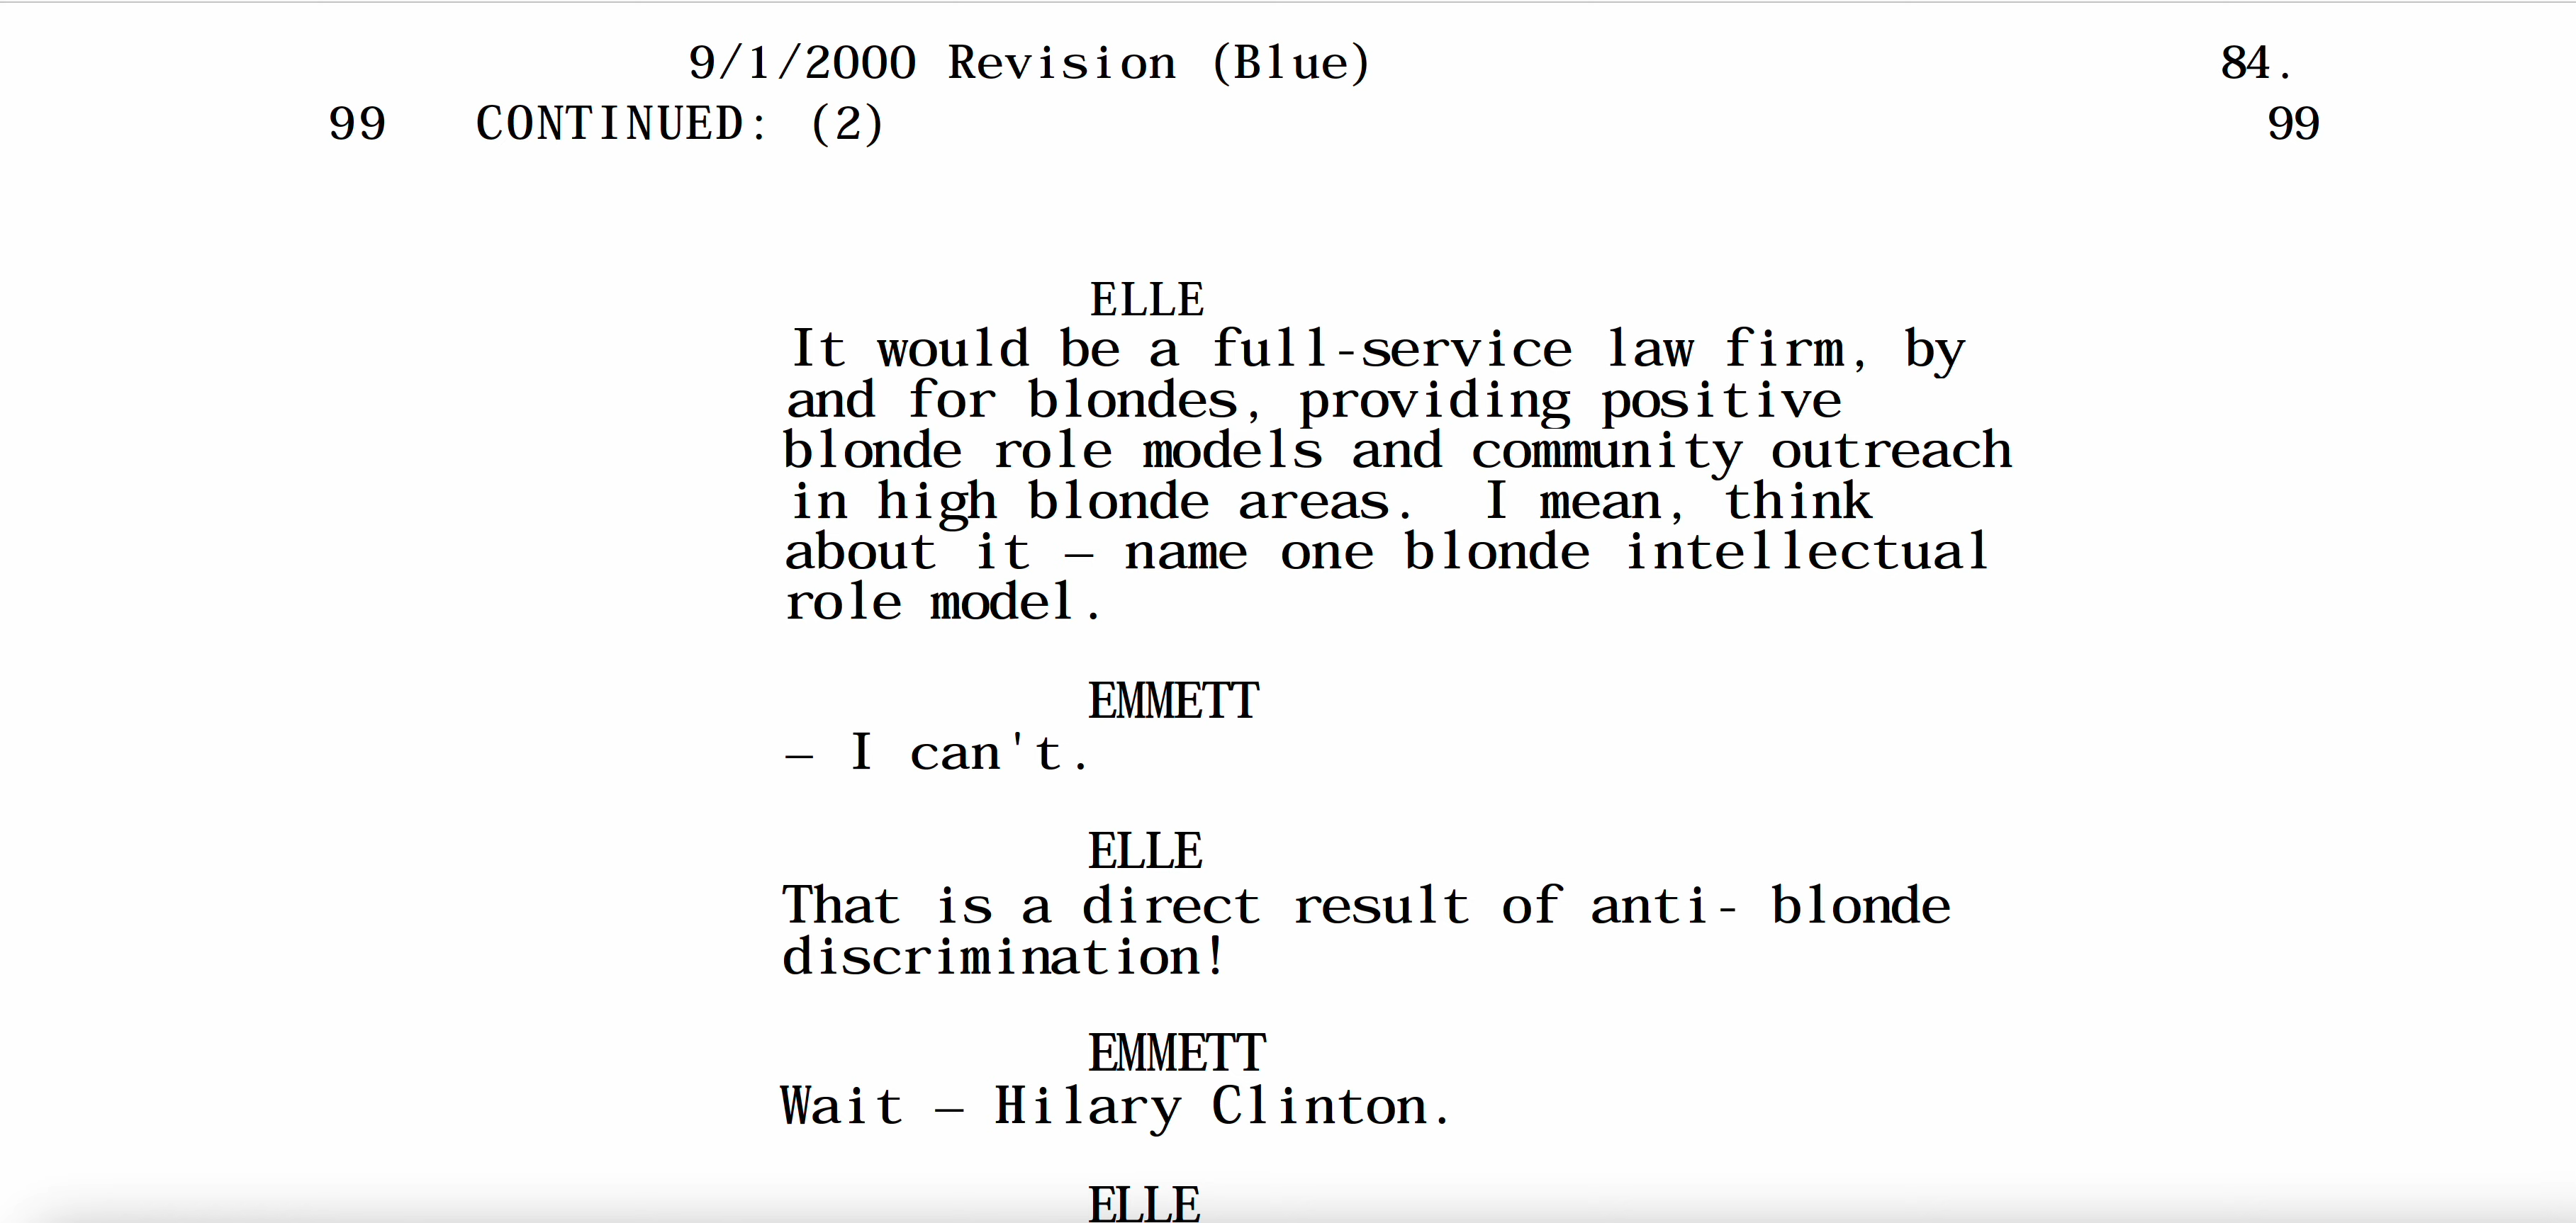 9/1/2000 Revision (Blue) 84.
99 CONTINUED: (2) 99
ELLE
It would be a full-service law firm, by
and for blondes, providing positive
blonde role models and community outreach
in high blonde areas. I mean, think
about it – name one blonde intellectual
role model.
EMMETT
– I can't.
ELLE
That is a direct result of anti- blonde
discrimination!
EMMETT
Wait – Hilary Clinton.
ELLE